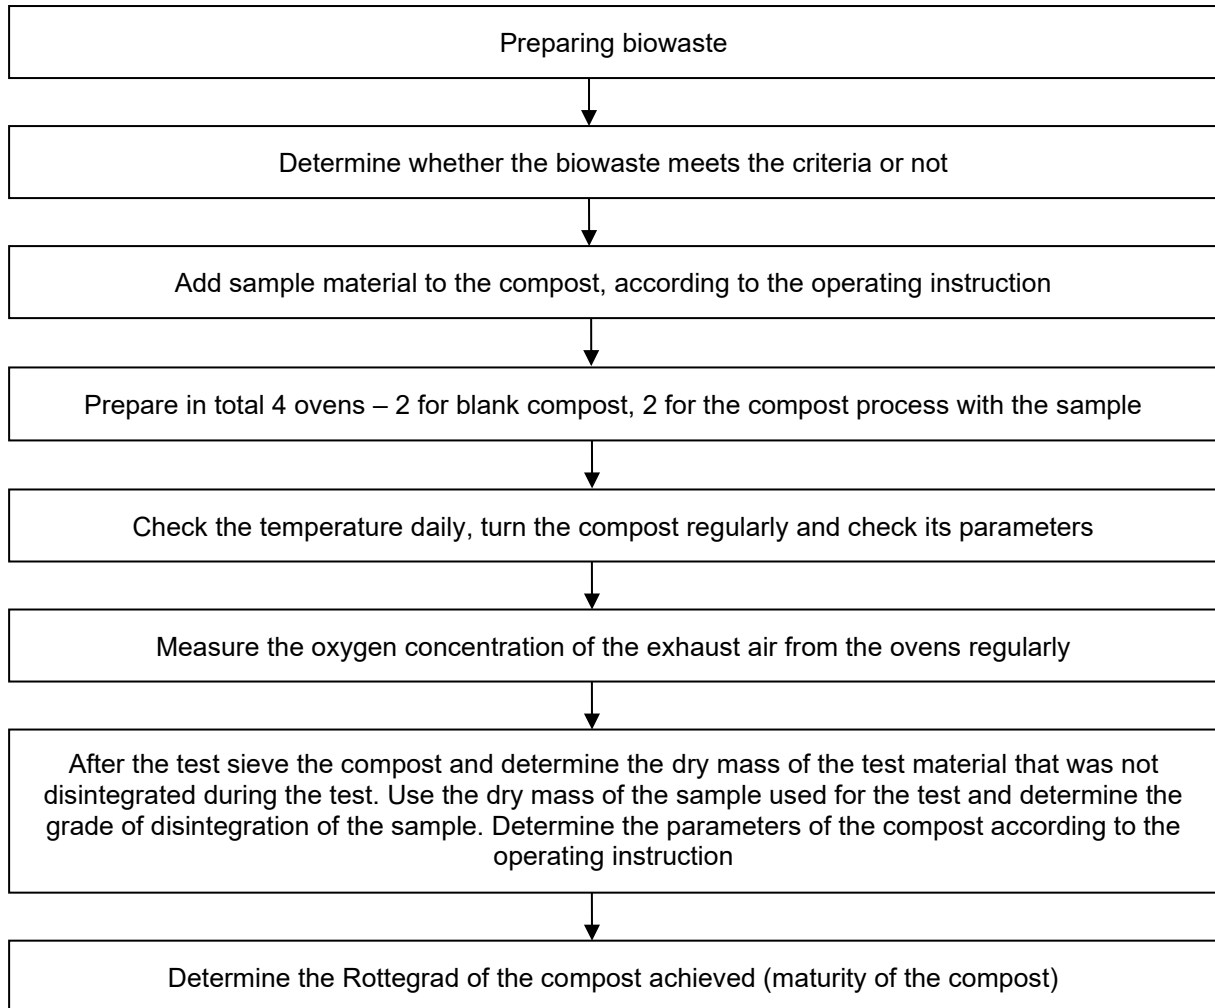 Preparing biowaste
Determine whether the biowaste meets the criteria or not
Add sample material to the compost, according to the operating instruction
Prepare in total 4 ovens – 2 for blank compost, 2 for the compost process with the sample
Check the temperature daily, turn the compost regularly and check its parameters
Measure the oxygen concentration of the exhaust air from the ovens regularly
After the test sieve the compost and determine the dry mass of the test material that was not
disintegrated during the test. Use the dry mass of the sample used for the test and determine the
grade of disintegration of the sample. Determine the parameters of the compost according to the
operating instruction
Determine the Rottegrad of the compost achieved (maturity of the compost)